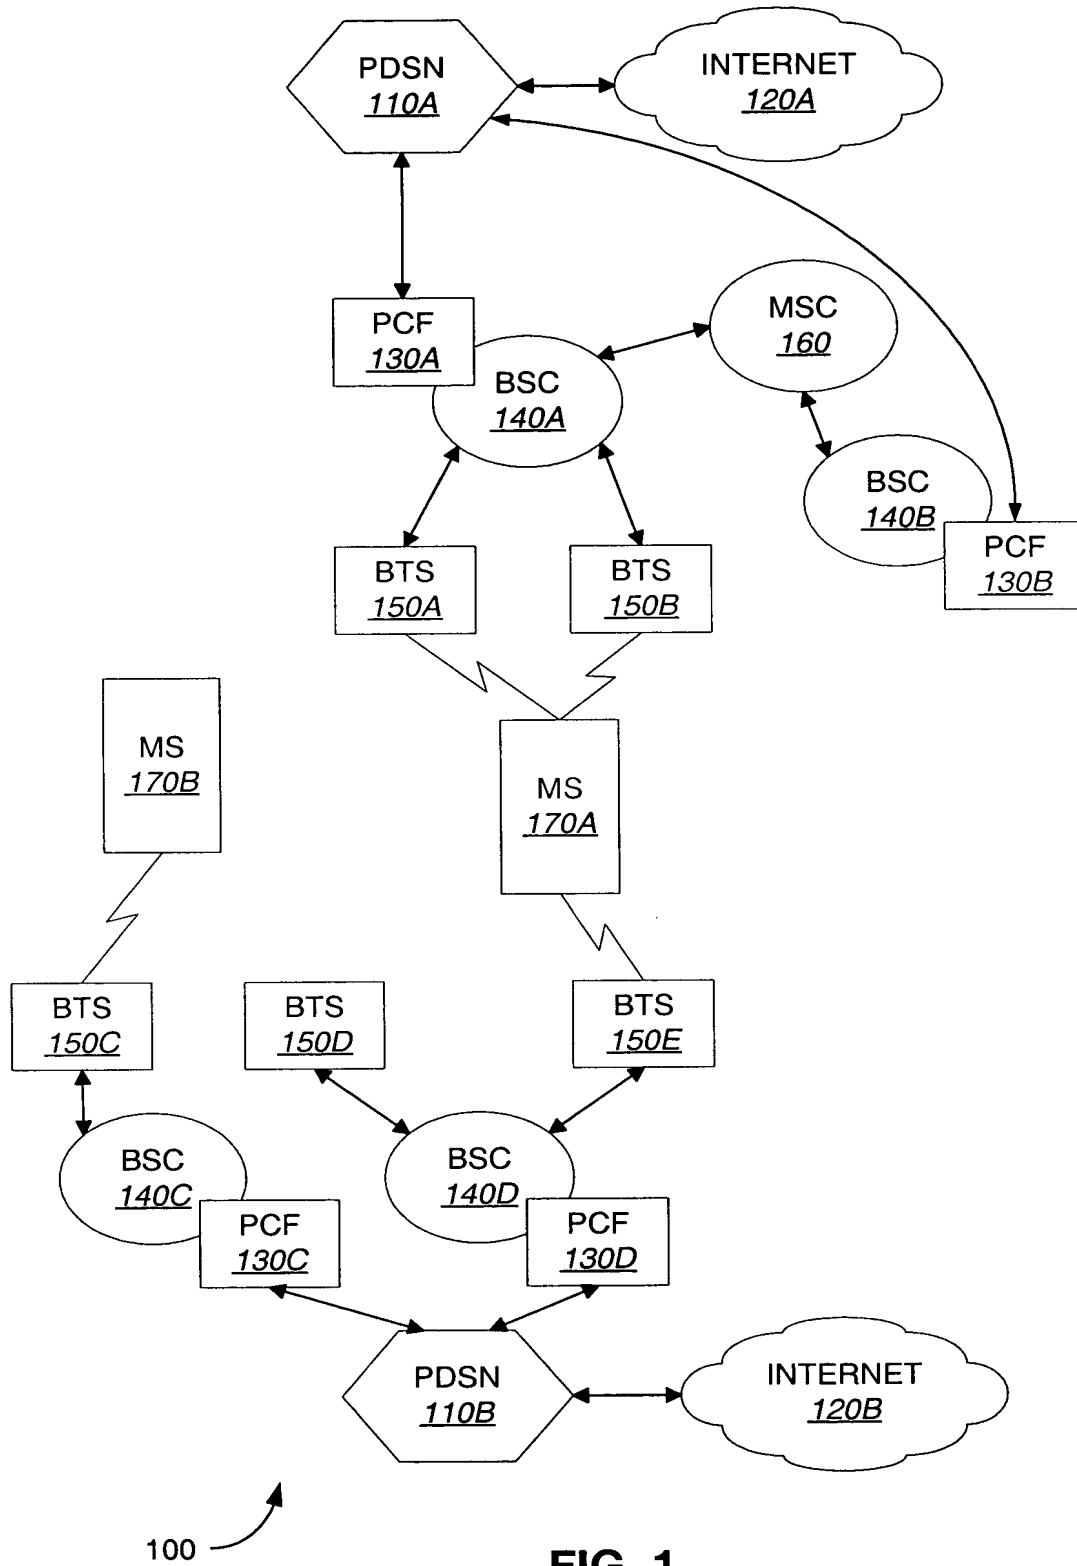 PDSN
110A
INTERNET
120A
PCF
130A
BSC
140A
MSC
160
BSC
140B
PCF
130B
BTS
150A
BTS
150B
MS
170B
MS
170A
BTS
150C
BTS
150D
BTS
150E
BSC
140C
PCF
130C
BSC
140D
PCF
130D
PDSN
110B
INTERNET
120B
100
FIG. 1